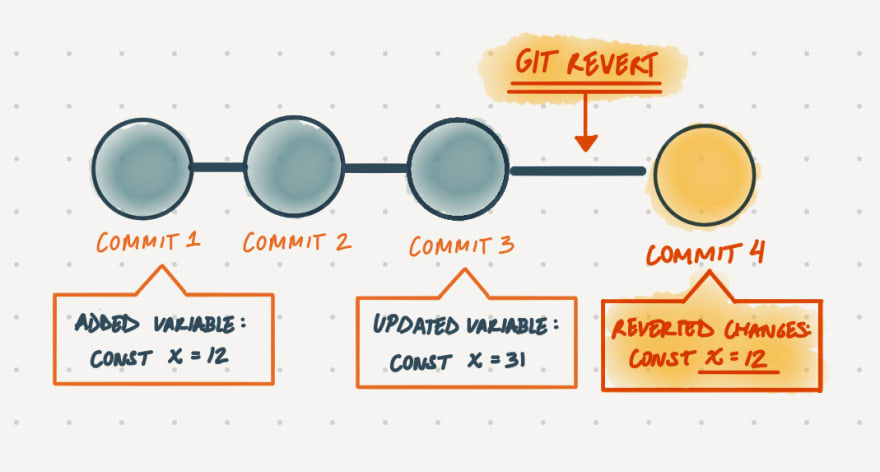 GIT REVERT
COMMIT 1
COMMIT 2
COMMIT 3
COMMIT 4
ADDED VARIABLE:
CONST X = 12
UPDATED VARIABLE:
CONST X = 31
REVERTED CHANGES:
CONST X = 12